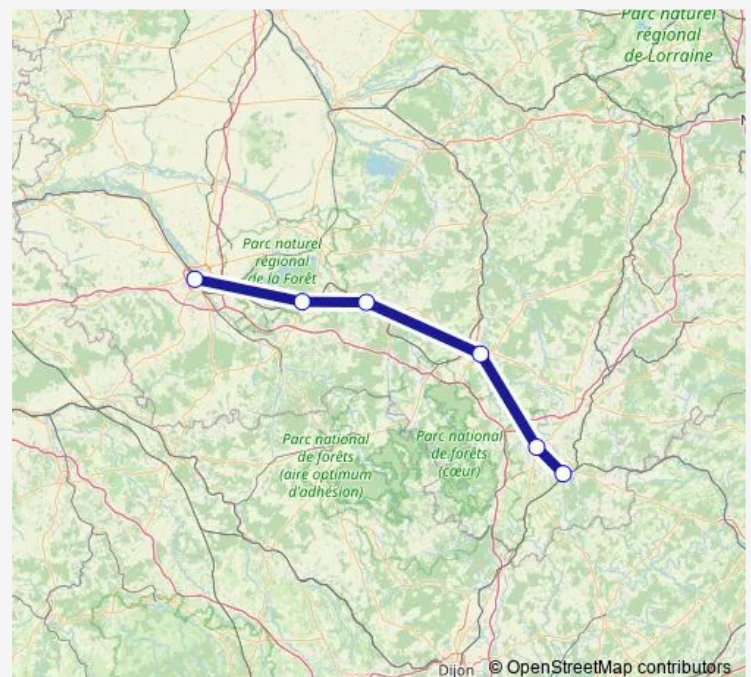 Parc naturel
régional
de Lorraine
N
Parc naturel
régional
de la Forêt
Parc national
de forêts
(aire optimum
d'adhésion)
Parc national
de forêts
(cœur)
Dijon
© OpenStreetMap contributors